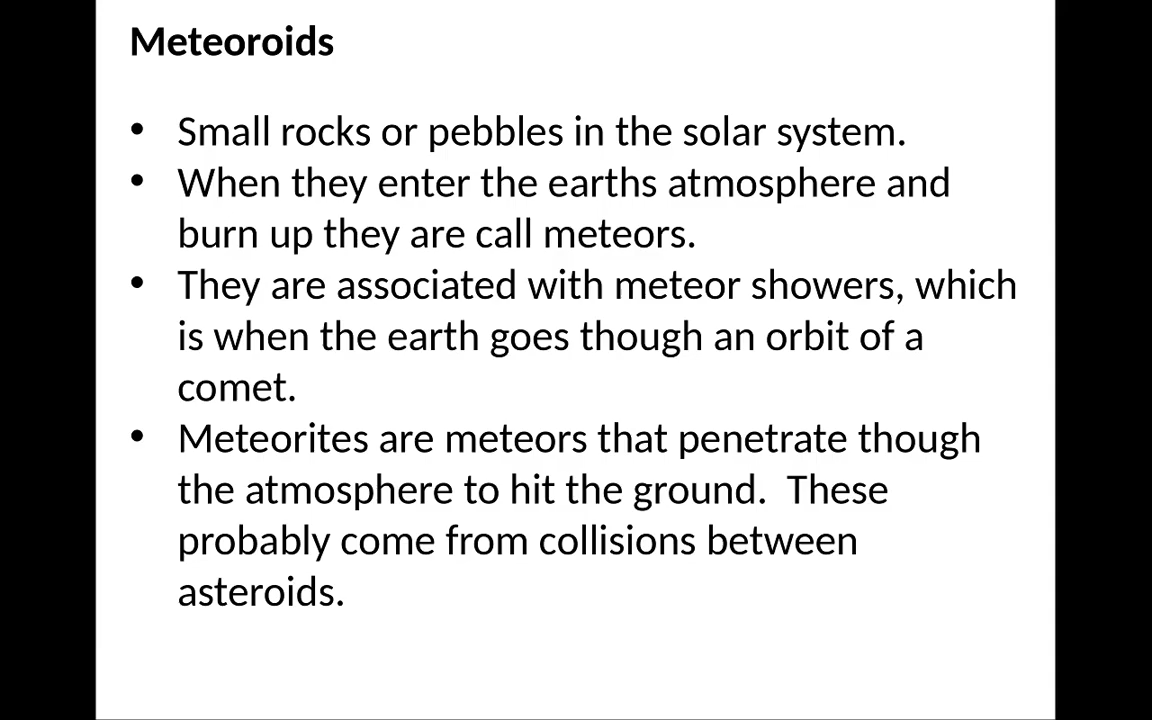 Meteoroids
• Small rocks or pebbles in the solar system.
• When they enter the earths atmosphere and
burn up they are call meteors.
• They are associated with meteor showers, which
is when the earth goes though an orbit of a
comet.
• Meteorites are meteors that penetrate though
the atmosphere to hit the ground.  These
probably come from collisions between
asteroids.